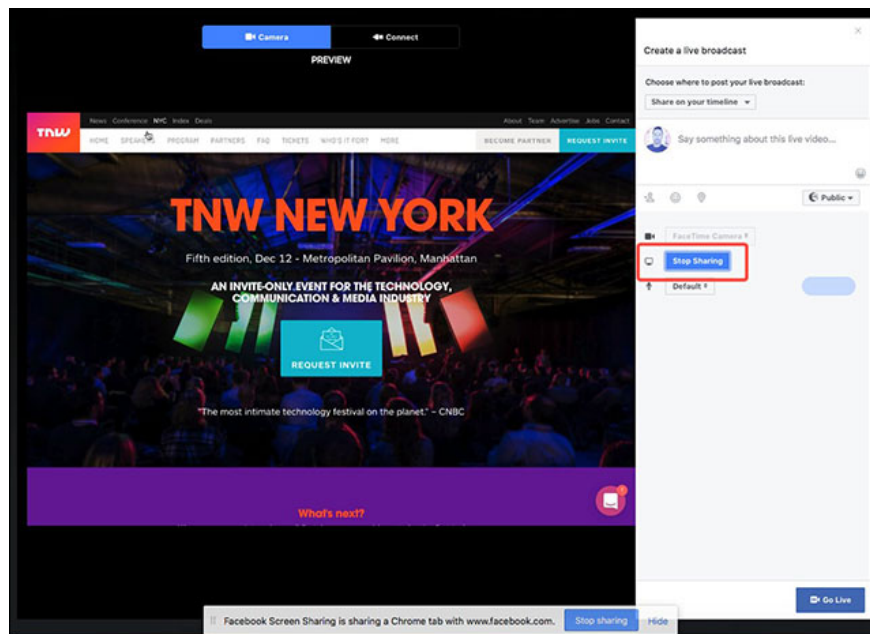 Camera
Connect
PREVIEW
TNW
News Conference NYC Index Deals
About Team Advertise Jobs Contact
HOME SPEAKERS PROGRAM PARTNERS FAQ TICKETS WHO'S IT FOR? MORE
BECOME PARTNER
REQUEST INVITE
TNW NEW YORK
Fifth edition, Dec 12 - Metropolitan Pavilion, Manhattan
AN INVITE-ONLY EVENT FOR THE TECHNOLOGY,
COMMUNICATION & MEDIA INDUSTRY
REQUEST INVITE
"The most intimate technology festival on the planet." – CNBC
What's next?
Create a live broadcast
Choose where to post your live broadcast:
Share on your timeline
Say something about this live video...
Public
FaceTime Camera
Stop Sharing
Default
Go Live
Facebook Screen Sharing is sharing a Chrome tab with www.facebook.com.
Stop sharing
Hide